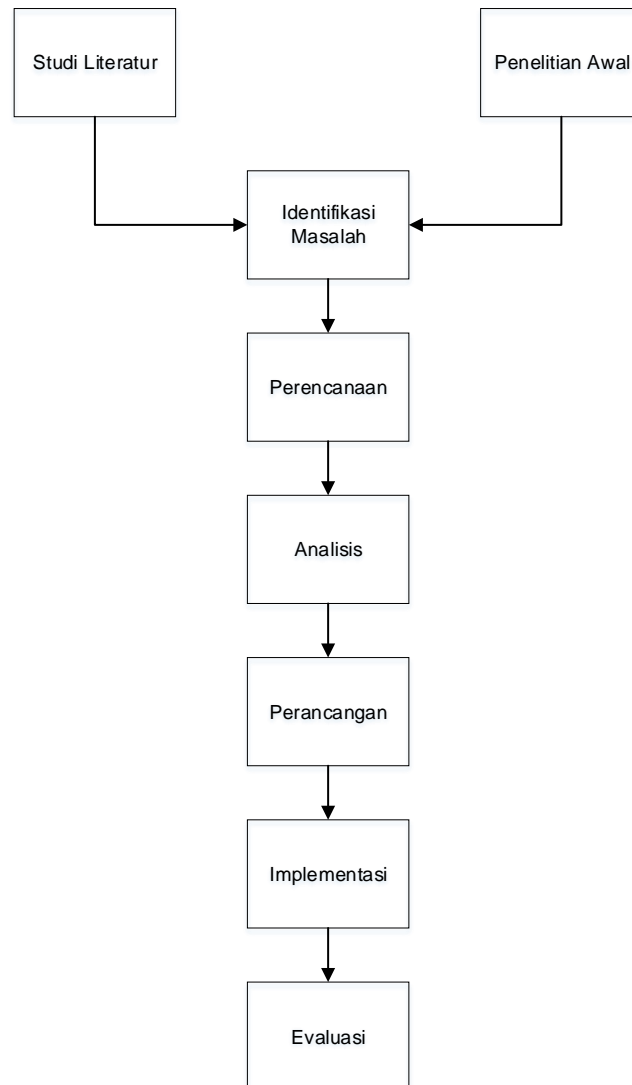 Studi Literatur
Penelitian Awal
Identifikasi
Masalah
Perencanaan
Analisis
Perancangan
Implementasi
Evaluasi